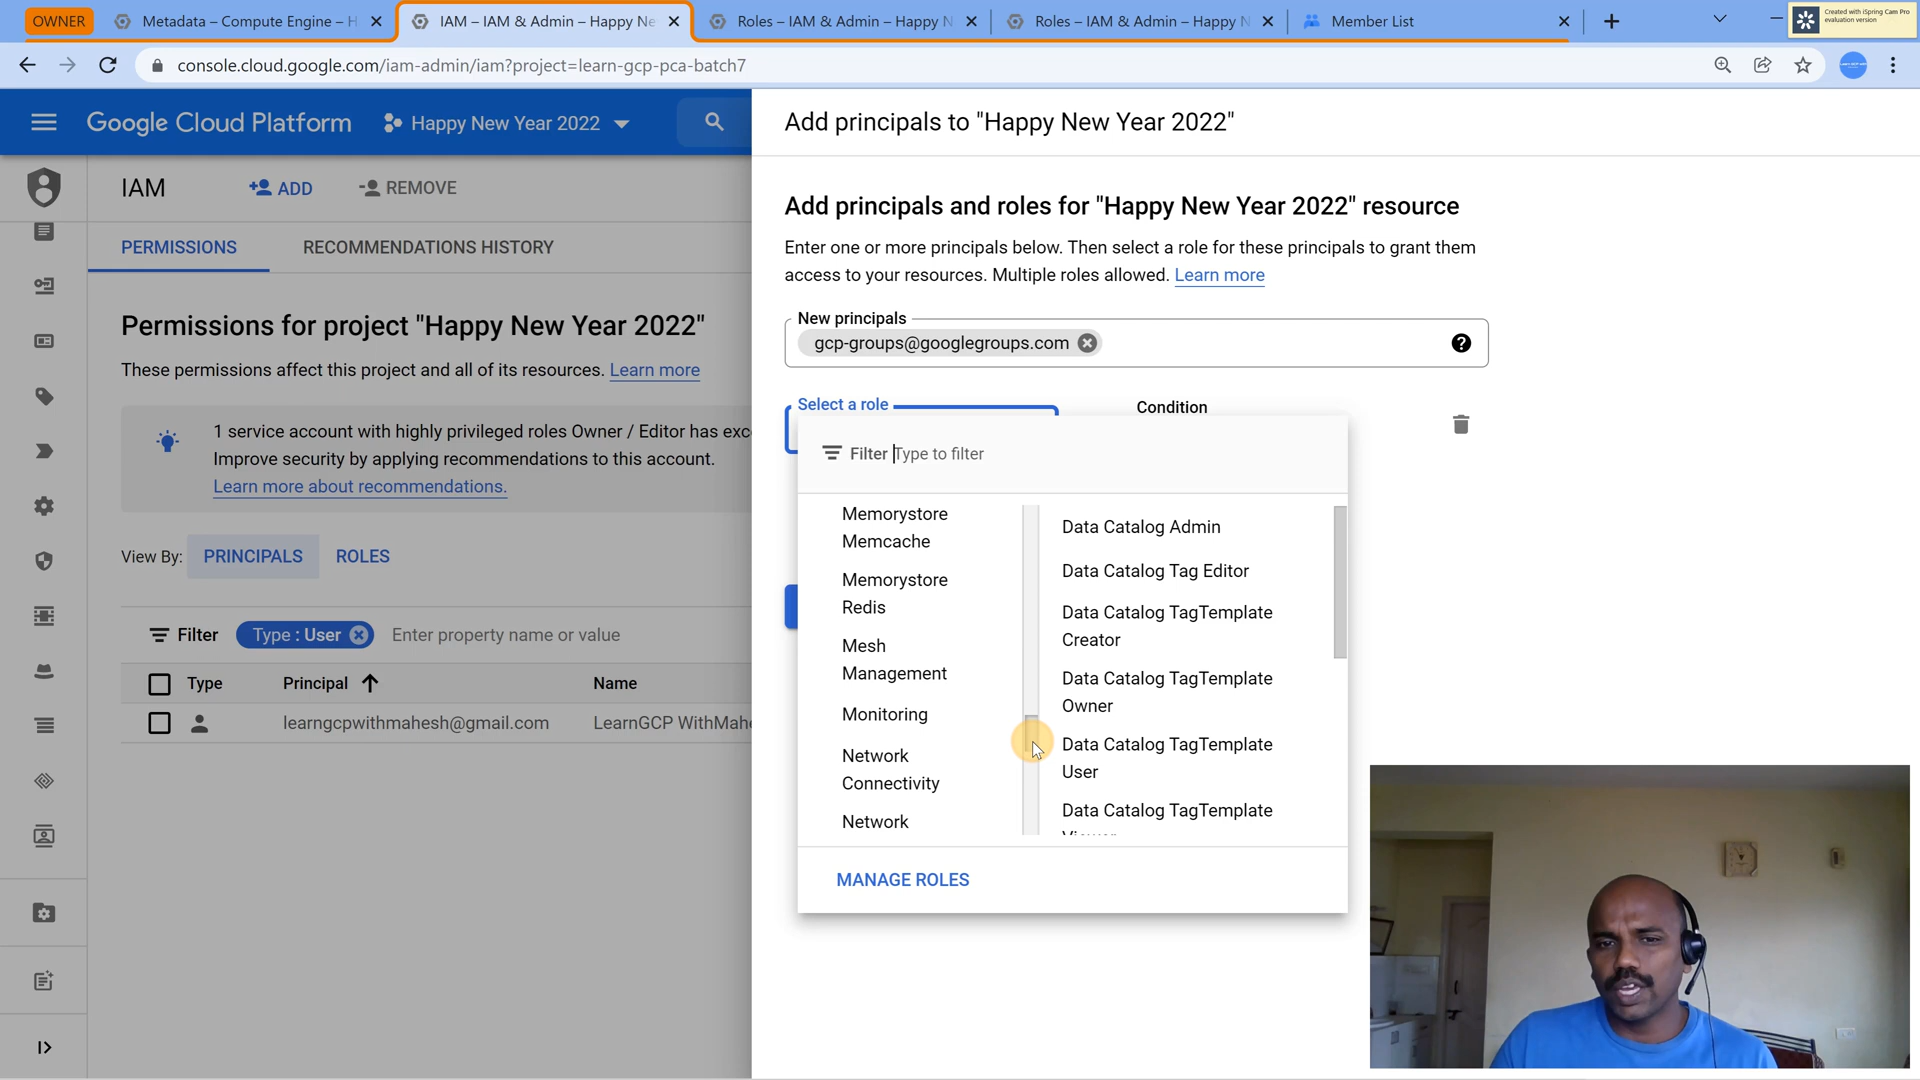 OWNER
Metadata – Compute Engine – H
IAM – IAM & Admin – Happy Ne
Roles – IAM & Admin – Happy N
Roles – IAM & Admin – Happy N
Member List
Created with iSpring Cam Pro
evaluation version
console.cloud.google.com/iam-admin/iam?project=learn-gcp-pca-batch7
Google Cloud Platform
Happy New Year 2022
IAM
ADD
REMOVE
PERMISSIONS
RECOMMENDATIONS HISTORY
Permissions for project "Happy New Year 2022"
These permissions affect this project and all of its resources. Learn more
1 service account with highly privileged roles Owner / Editor has exc
Improve security by applying recommendations to this account.
Learn more about recommendations.
View By:
PRINCIPALS
ROLES
Filter
Type : User
Enter property name or value
Type
Principal
Name
learngcpwithmahesh@gmail.com
LearnGCP WithMahe
Add principals to "Happy New Year 2022"
Add principals and roles for "Happy New Year 2022" resource
Enter one or more principals below. Then select a role for these principals to grant them
access to your resources. Multiple roles allowed. Learn more
New principals
gcp-groups@googlegroups.com
Select a role
Condition
Filter Type to filter
Memorystore
Memcache
Memorystore
Redis
Mesh
Management
Monitoring
Network
Connectivity
Network
Data Catalog Admin
Data Catalog Tag Editor
Data Catalog TagTemplate
Creator
Data Catalog TagTemplate
Owner
Data Catalog TagTemplate
User
Data Catalog TagTemplate
MANAGE ROLES